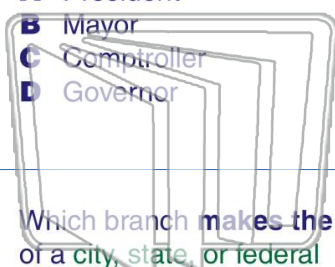 B Mayor
C Comptroller
D Governor
Which branch makes the
of a city, state, or federal